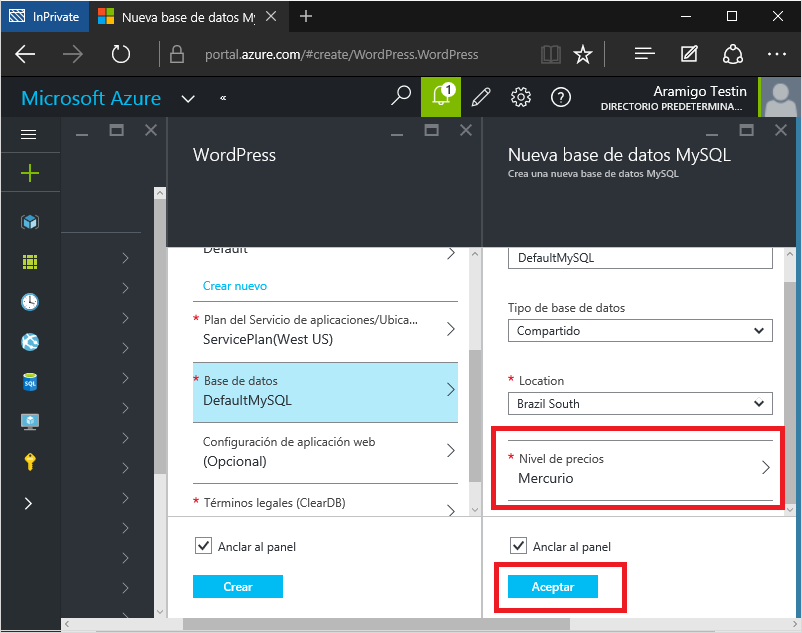 InPrivate
Nueva base de datos My
portal.azure.com/#create/WordPress.WordPress
Microsoft Azure
«
1
Aramigo Testin
DIRECTORIO PREDETERMINA...
WordPress
Default
Crear nuevo
* Plan del Servicio de aplicaciones/Ubica...
ServicePlan(West US)
* Base de datos
DefaultMySQL
Configuración de aplicación web
(Opcional)
* Términos legales (ClearDB)
Anclar al panel
Crear
Nueva base de datos MySQL
Crea una nueva base de datos MySQL
DefaultMySQL
Tipo de base de datos
Compartido
* Location
Brazil South
* Nivel de precios
Mercurio
Anclar al panel
Aceptar
SQL